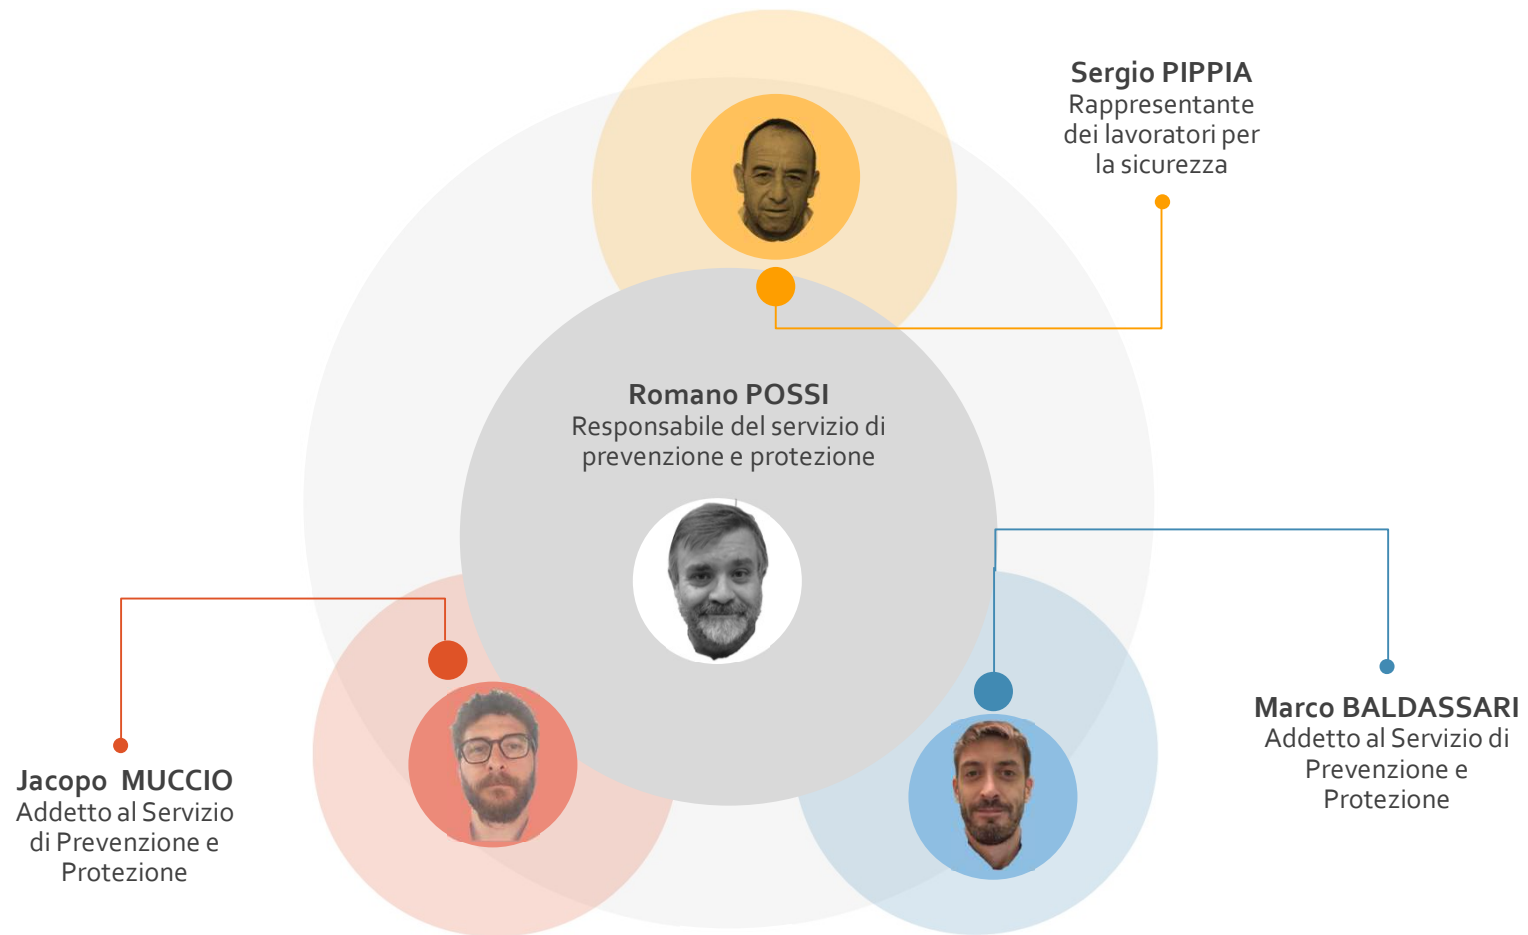 Sergio PIPPIA
Rappresentante
dei lavoratori per
la sicurezza
Romano POSSI
Responsabile del servizio di
prevenzione e protezione
Jacopo  MUCCIO
Addetto al Servizio
di Prevenzione e
Protezione
Marco BALDASSARI
Addetto al Servizio di
Prevenzione e
Protezione